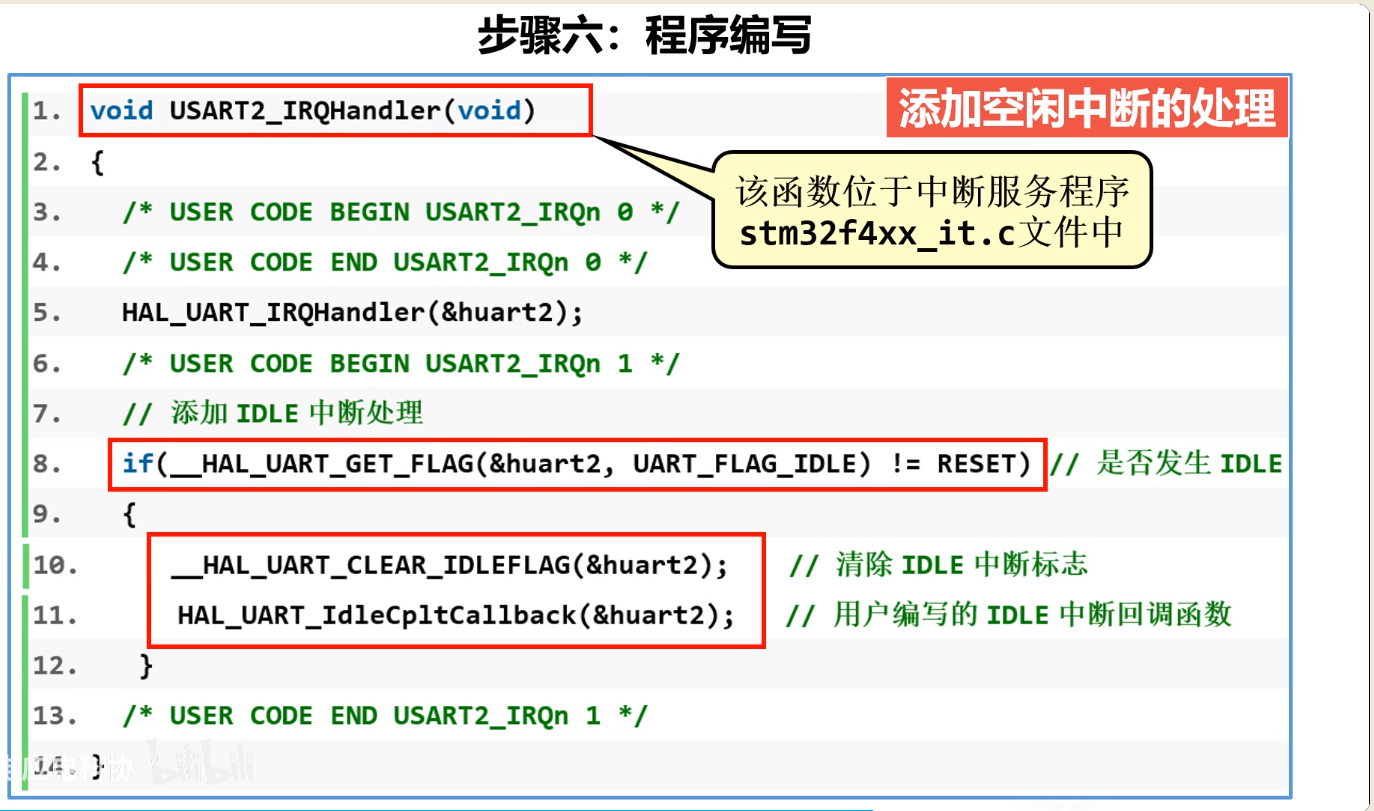 步骤六：程序编写
添加空闲中断的处理
1. void USART2_IRQHandler(void)
2. {
该函数位于中断服务程序
stm32f4xx_it.c文件中
3. /* USER CODE BEGIN USART2_IRQn 0 */
4. /* USER CODE END USART2_IRQn 0 */
5. HAL_UART_IRQHandler(&huart2);
6. /* USER CODE BEGIN USART2_IRQn 1 */
7. // 添加 IDLE 中断处理
8. if(__HAL_UART_GET_FLAG(&huart2, UART_FLAG_IDLE) != RESET) // 是否发生 IDLE
9. {
10. __HAL_UART_CLEAR_IDLEFLAG(&huart2); // 清除 IDLE 中断标志
11. HAL_UART_IdleCpltCallback(&huart2); // 用户编写的 IDLE 中断回调函数
12. }
13. /* USER CODE END USART2_IRQn 1 */
14. }
bilibili